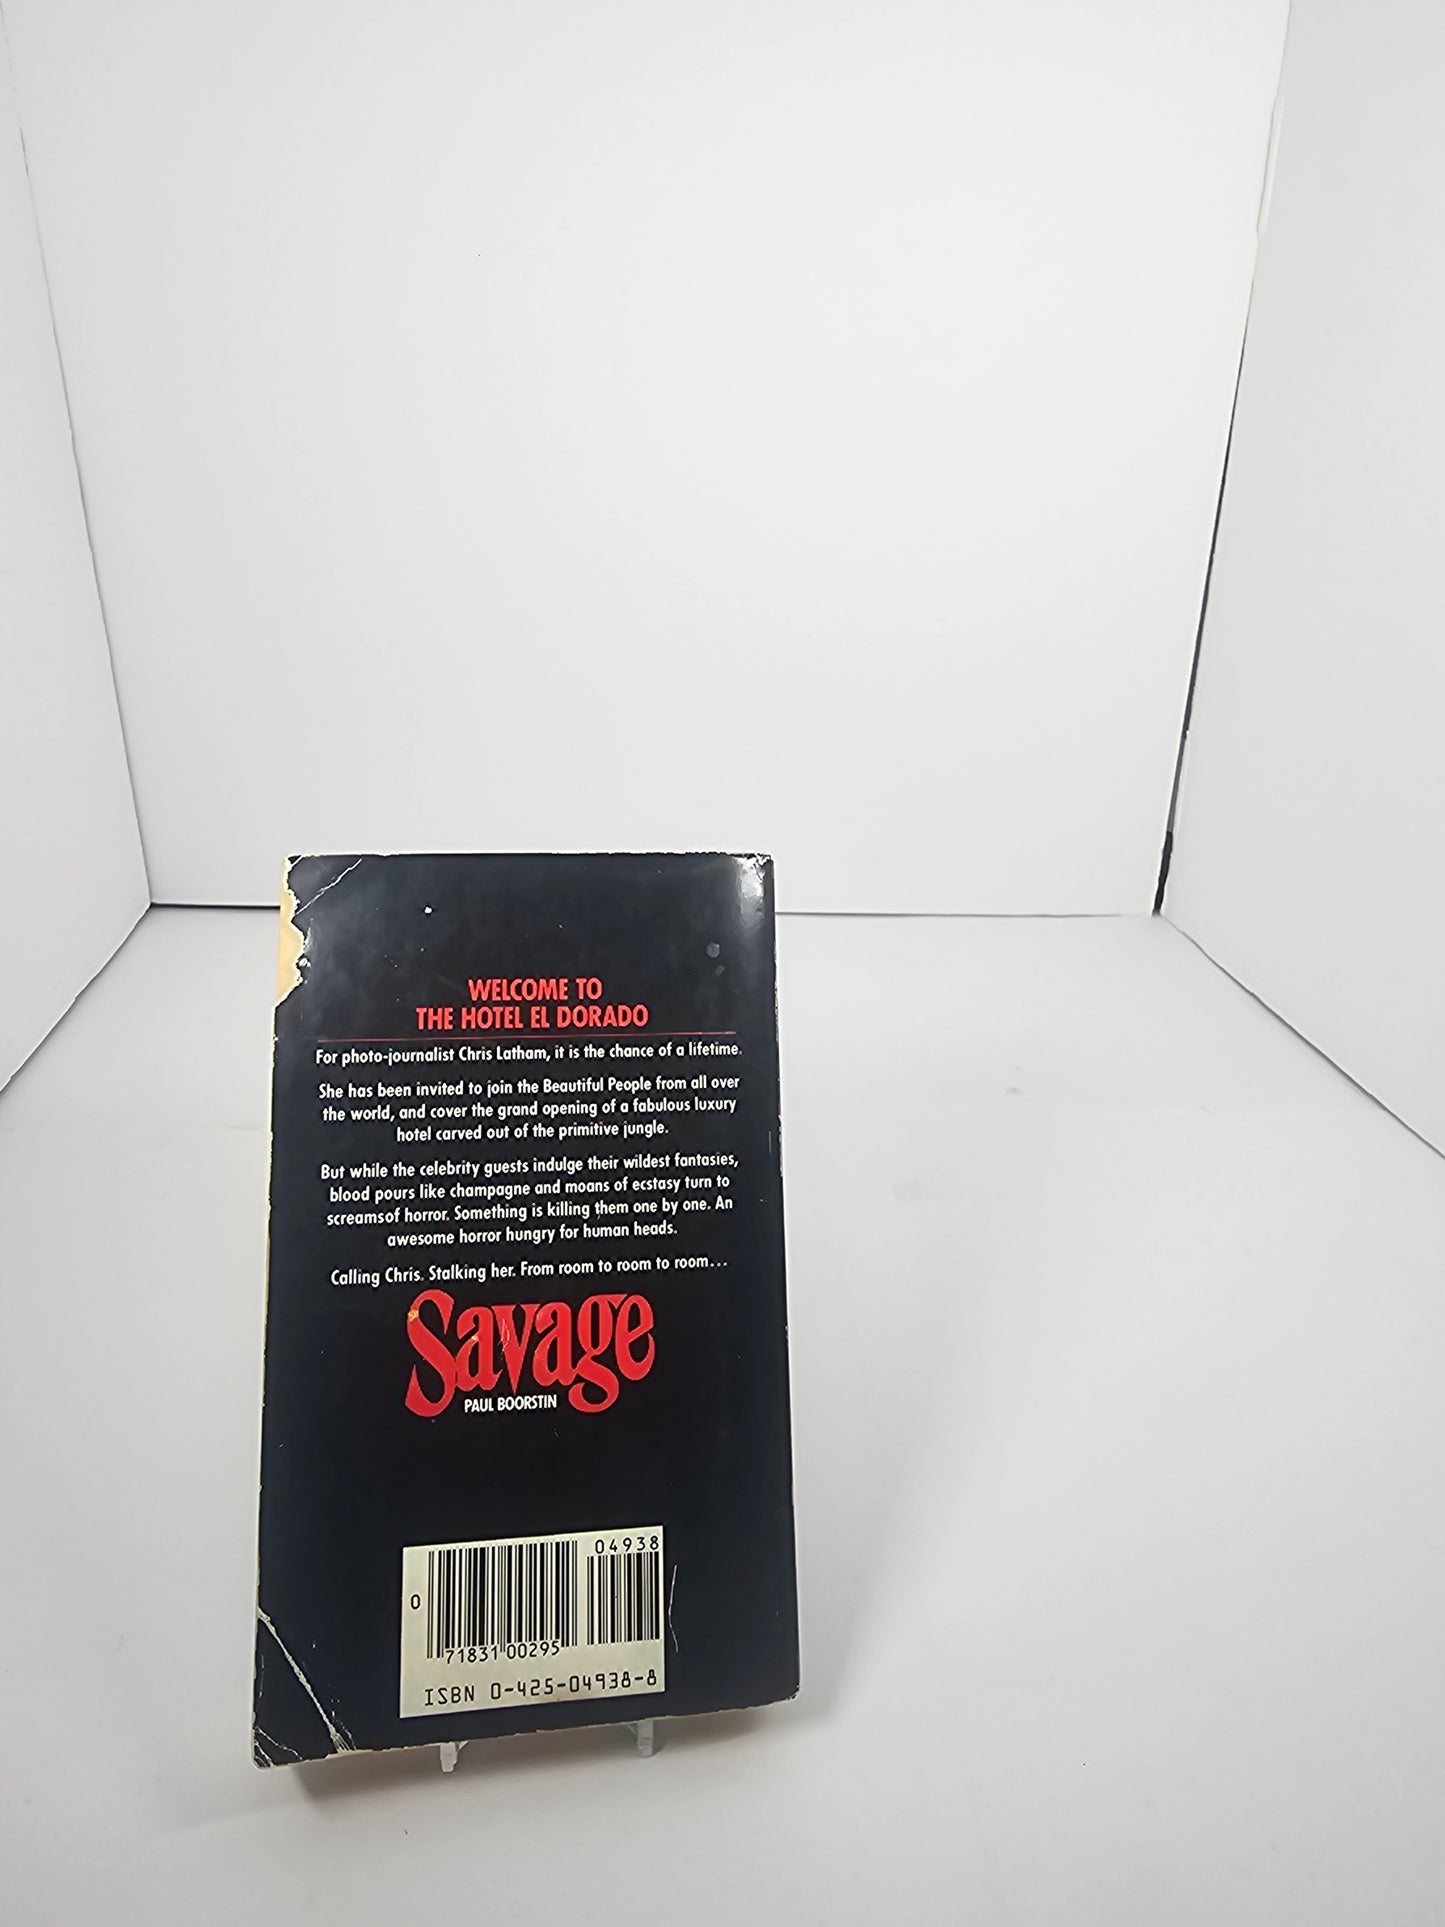 WELCOME TO
THE HOTEL EL DORADO
For photo-journalist Chris Latham, it is the chance of a lifetime.
She has been invited to join the Beautiful People from all over
the world, and cover the grand opening of a fabulous luxury
hotel carved out of the primitive jungle.
But while the celebrity guests indulge their wildest fantasies,
blood pours like champagne and moans of ecstasy turn to
screamsof horror. Something is killing them one by one. An
awesome horror hungry for human heads.
Calling Chris. Stalking her. From room to room to room...
Savage
PAUL BOORSTIN
04938
0
71831 00295
ISBN 0-425-04938-8